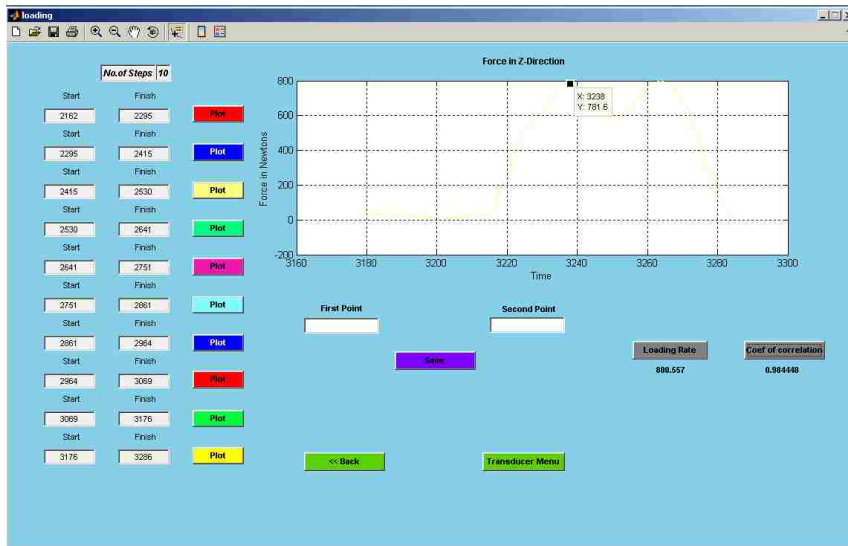 loading
No.of Steps 10
Start Finish
2162 2295 Plot
Start Finish
2295 2415 Plot
Start Finish
2415 2530 Plot
Start Finish
2530 2641 Plot
Start Finish
2641 2751 Plot
Start Finish
2751 2861 Plot
Start Finish
2861 2964 Plot
Start Finish
2964 3069 Plot
Start Finish
3069 3176 Plot
Start Finish
3176 3286 Plot
Force in Z-Direction
Force in Newtons
800
600
400
200
0
-200
X: 3238
Y: 781.6
3160 3180 3200 3220 3240 3260 3280 3300
Time
First Point Second Point
Save
Loading Rate Coef of correlation
800.557 0.984448
<< Back Transducer Menu